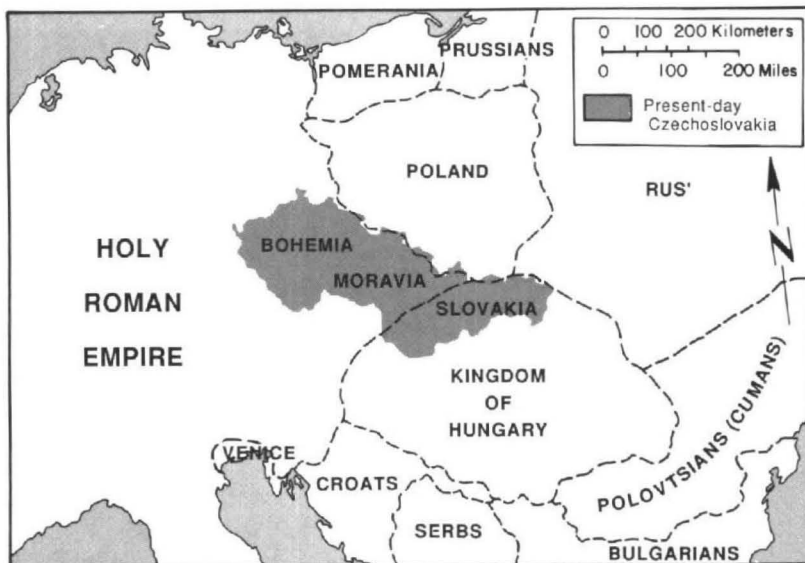 0 100 200 Kilometers
0 100 200 Miles
Present-day
Czechoslovakia
PRUSSIANS
POMERANIA
POLAND
RUS'
HOLY
ROMAN
EMPIRE
BOHEMIA
MORAVIA
SLOVAKIA
N
KINGDOM
OF
HUNGARY
VENICE
CROATS
SERBS
POLOVTSIANS (CUMANS)
BULGARIANS